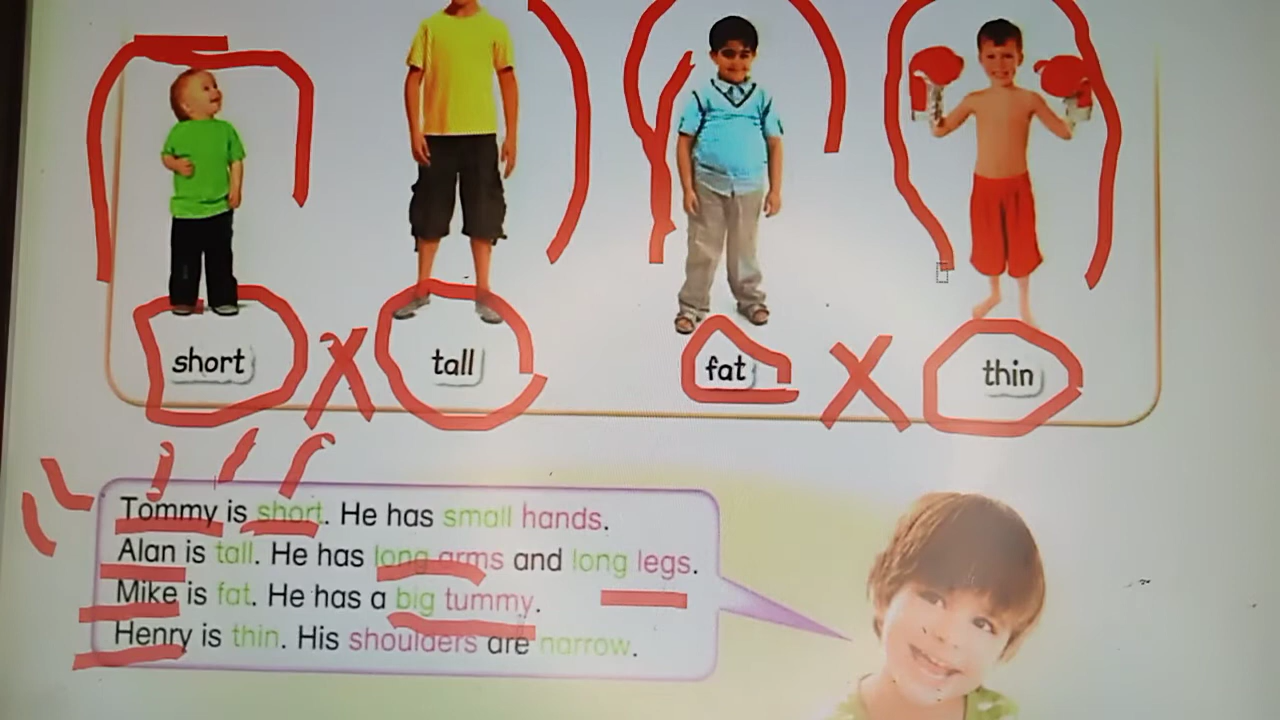 short tall fat thin
Tommy is short. He has small hands.
Alan is tall. He has long arms and long legs.
Mike is fat. He has a big tummy.
Henry is thin. His shoulders are narrow.